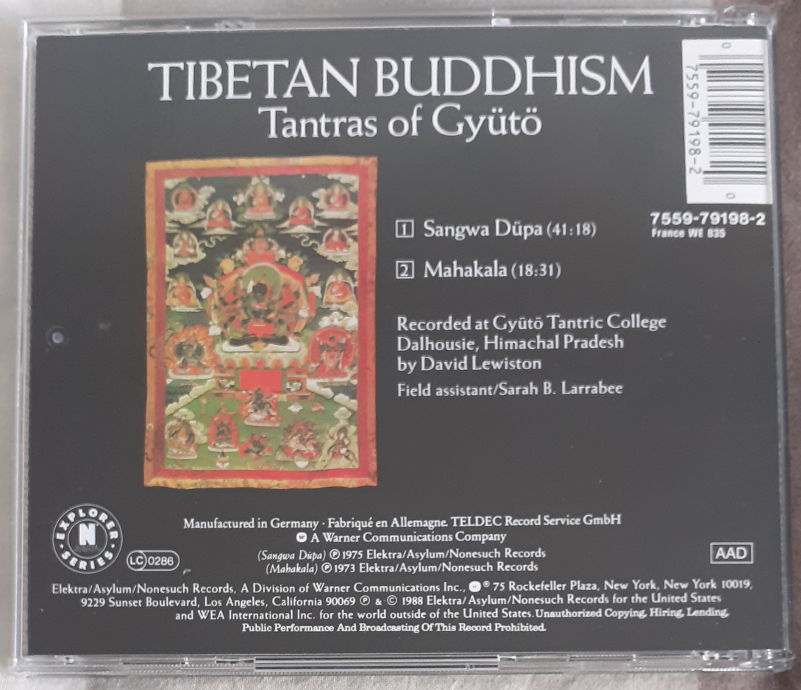 TIBETAN BUDDHISM
Tantras of Gyütö
0
7559-79198-2
0
7559-79198-2
France WE 835
1 Sangwa Düpa (41:18)
2 Mahakala (18:31)
Recorded at Gyütö Tantric College
Dalhousie, Himachal Pradesh
by David Lewiston
Field assistant/Sarah B. Larrabee
EXPLORER
N
SERIES
LC 0286
Manufactured in Germany · Fabriqué en Allemagne. TELDEC Record Service GmbH
A Warner Communications Company
(Sangwa Düpa) ℗ 1975 Elektra/Asylum/Nonesuch Records
(Mahakala) ℗ 1973 Elektra/Asylum/Nonesuch Records
AAD
Elektra/Asylum/Nonesuch Records, A Division of Warner Communications Inc., ® 75 Rockefeller Plaza, New York, New York 10019,
9229 Sunset Boulevard, Los Angeles, California 90069 ℗ & © 1988 Elektra/Asylum/Nonesuch Records for the United States
and WEA International Inc. for the world outside of the United States. Unauthorized Copying, Hiring, Lending,
Public Performance And Broadcasting Of This Record Prohibited.